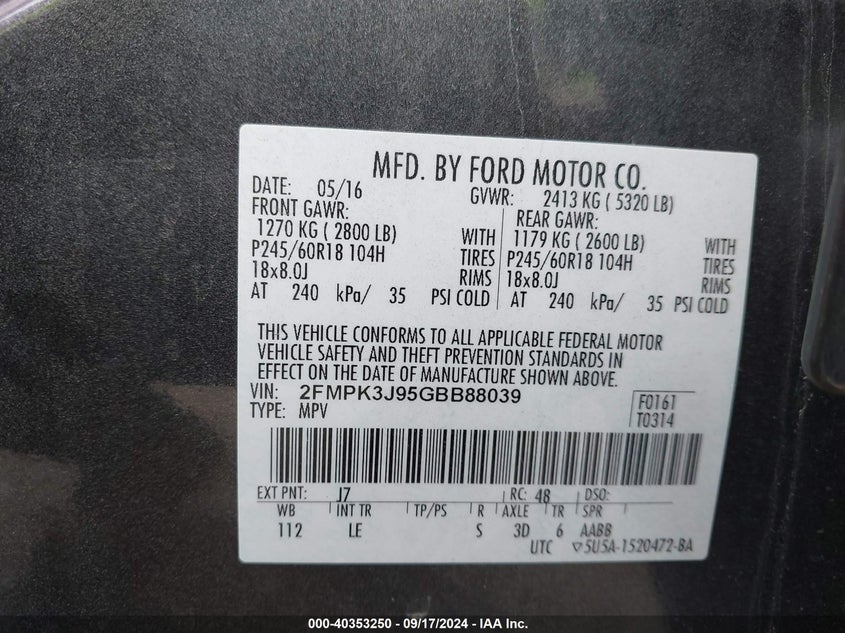 MFD. BY FORD MOTOR CO.
DATE: 05/16 GVWR: 2413 KG ( 5320 LB)
FRONT GAWR: REAR GAWR:
1270 KG ( 2800 LB) WITH 1179 KG ( 2600 LB) WITH
P245/60R18 104H TIRES P245/60R18 104H TIRES
18x8.0J RIMS 18x8.0J RIMS
AT 240 kPa/ 35 PSI COLD AT 240 kPa/ 35 PSI COLD
THIS VEHICLE CONFORMS TO ALL APPLICABLE FEDERAL MOTOR
VEHICLE SAFETY AND THEFT PREVENTION STANDARDS IN
EFFECT ON THE DATE OF MANUFACTURE SHOWN ABOVE.
VIN: 2FMPK3J95GBB88039 F0161
TYPE: MPV T0314
EXT PNT: J7 RC: 48 DSO:
WB INT TR TP/PS R AXLE TR SPR
112 LE S 3D 6 AABB
UTC ▽5U5A-1520472-BA
000-40353250 - 09/17/2024 - IAA Inc.